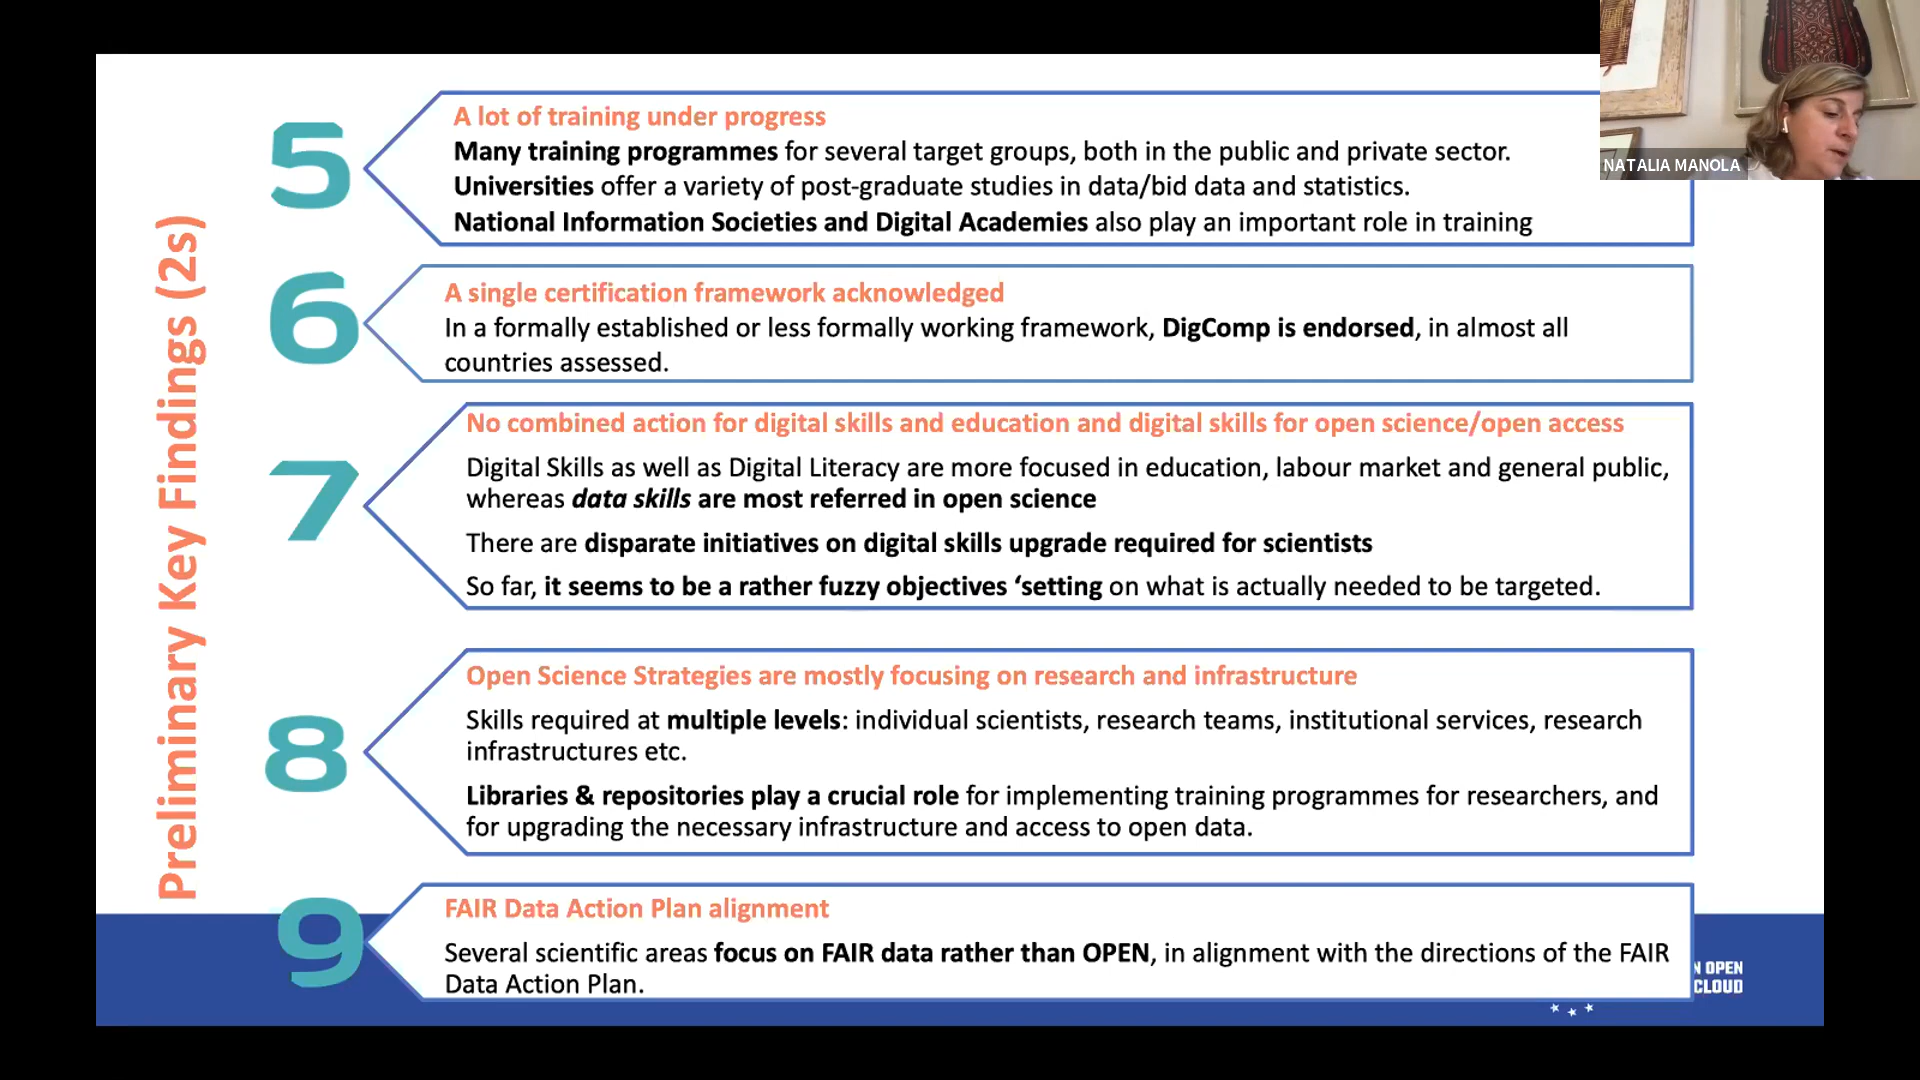 Preliminary Key Findings (2s)
5
A lot of training under progress
Many training programmes for several target groups, both in the public and private sector.
Universities offer a variety of post-graduate studies in data/bid data and statistics.
National Information Societies and Digital Academies also play an important role in training
NATALIA MANOLA
6
A single certification framework acknowledged
In a formally established or less formally working framework, DigComp is endorsed, in almost all
countries assessed.
7
No combined action for digital skills and education and digital skills for open science/open access
Digital Skills as well as Digital Literacy are more focused in education, labour market and general public,
whereas data skills are most referred in open science
There are disparate initiatives on digital skills upgrade required for scientists
So far, it seems to be a rather fuzzy objectives ‘setting on what is actually needed to be targeted.
8
Open Science Strategies are mostly focusing on research and infrastructure
Skills required at multiple levels: individual scientists, research teams, institutional services, research
infrastructures etc.
Libraries & repositories play a crucial role for implementing training programmes for researchers, and
for upgrading the necessary infrastructure and access to open data.
9
FAIR Data Action Plan alignment
Several scientific areas focus on FAIR data rather than OPEN, in alignment with the directions of the FAIR
Data Action Plan.
N OPEN
CLOUD